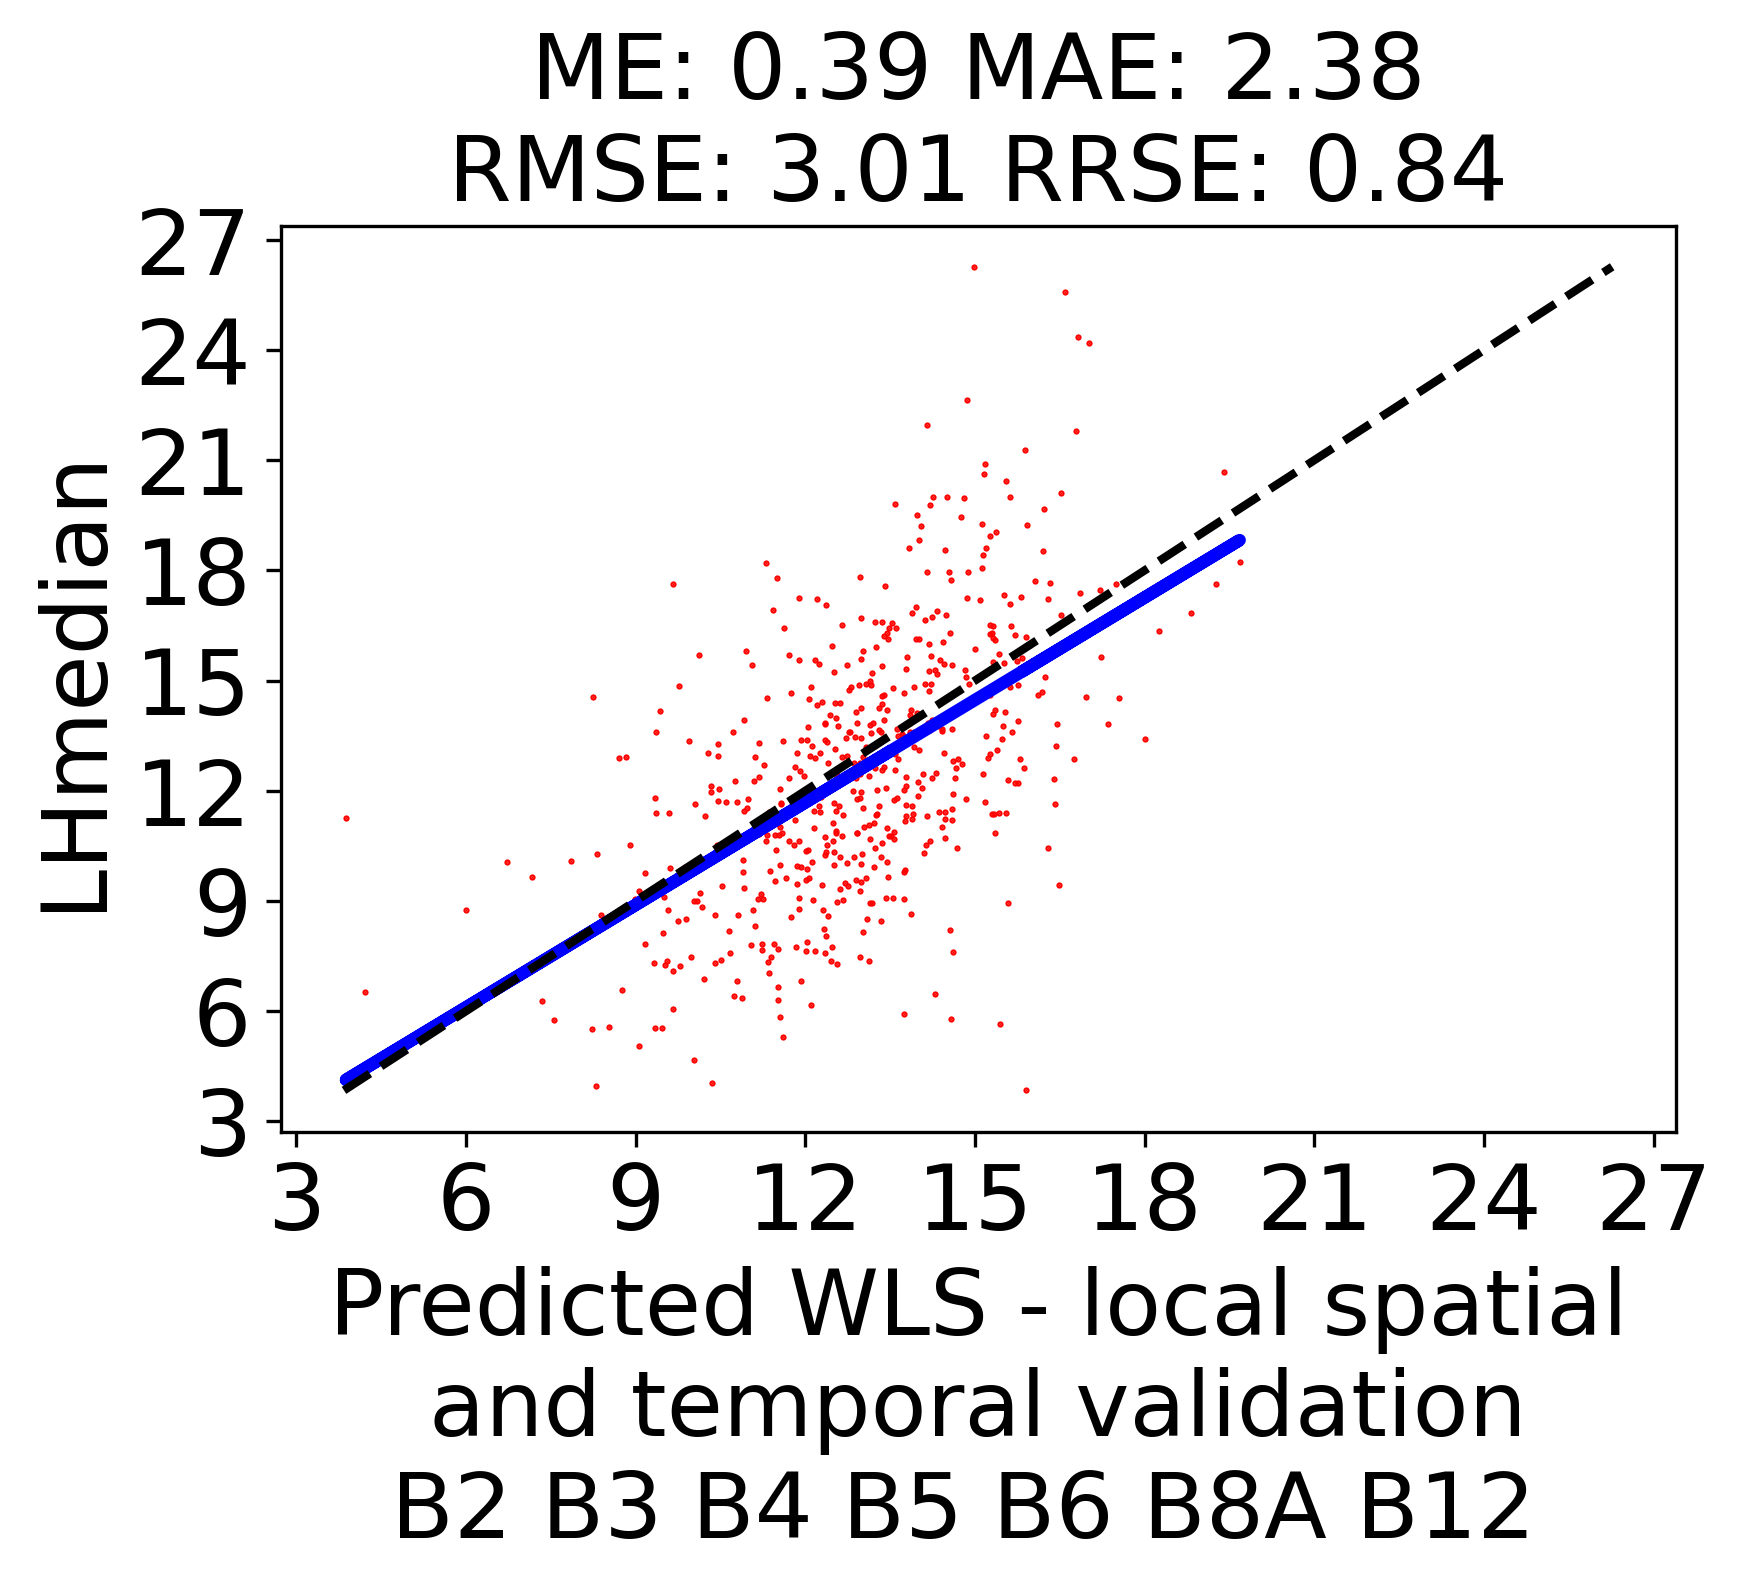 ME: 0.39 MAE: 2.38
RMSE: 3.01 RRSE: 0.84
27
24
21
18
15
12
9
6
3
LHmedian
3 6 9 12 15 18 21 24 27
Predicted WLS - local spatial
and temporal validation
B2 B3 B4 B5 B6 B8A B12